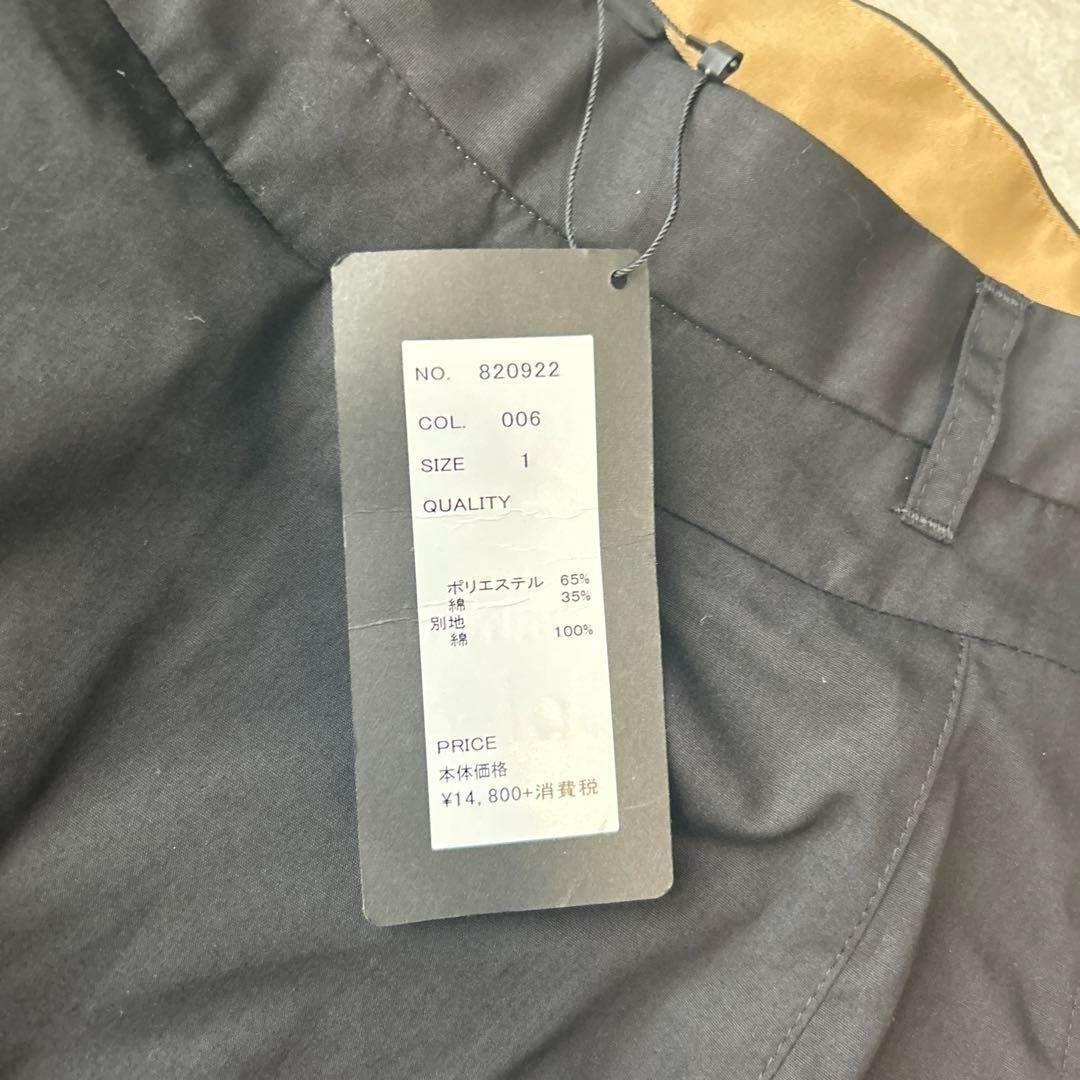 NO. 820922
COL. 006
SIZE 1
QUALITY
ポリエステル 65%
綿 35%
別地
綿 100%
PRICE
本体価格
¥14,800+消費税